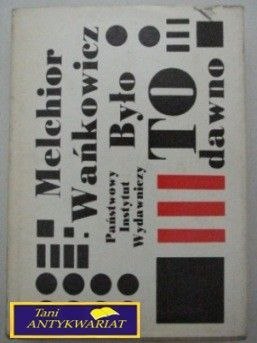 Melchior
Wańkowicz
Było
TO
dawno
Państwowy
Instytut
Wydawniczy
Tani
ANTYKWARIAT